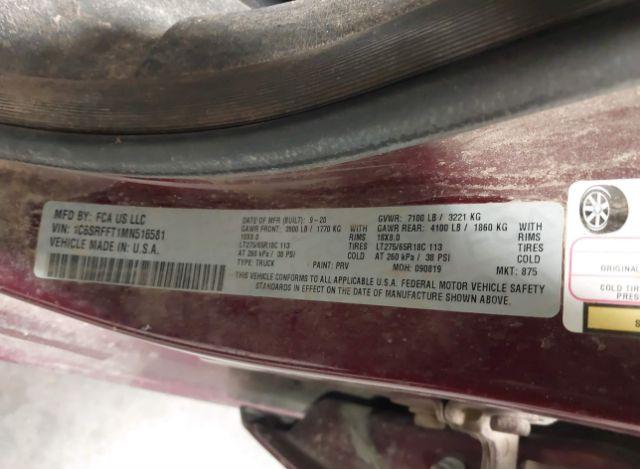 MFD BY: FCA US LLC
VIN: 1C6SRFFT1MN516581
VEHICLE MADE IN: U.S.A.
DATE OF MFR (BUILT): 9-20
GAWR FRONT: 3900 LB / 1770 KG
18X8.0 RIMS
LT275/65R18C 113 TIRES
AT 260 kPa / 38 PSI COLD
TYPE: TRUCK
PAINT: PRV
GVWR: 7100 LB / 3221 KG
GAWR REAR: 4100 LB / 1860 KG
18X8.0 RIMS
LT275/65R18C 113 TIRES
AT 260 kPa / 38 PSI COLD
MDH: 090819
MKT: 875
THIS VEHICLE CONFORMS TO ALL APPLICABLE U.S.A. FEDERAL MOTOR VEHICLE SAFETY
STANDARDS IN EFFECT ON THE DATE OF MANUFACTURE SHOWN ABOVE.
ORIGINAL
COLD TIR
PRE
S